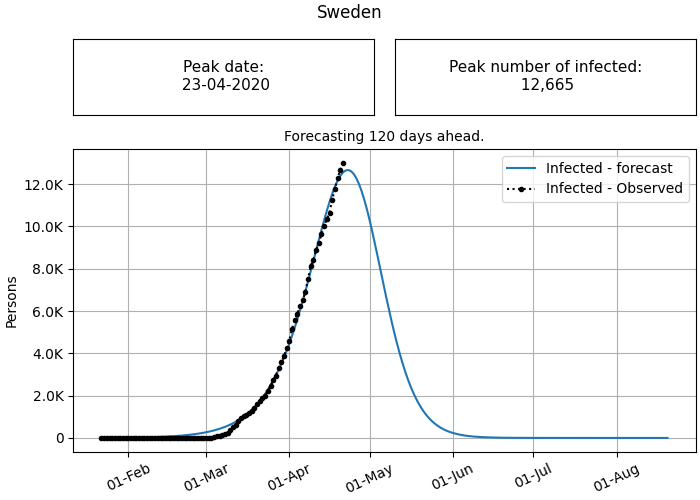 Sweden
Peak date:
23-04-2020
Peak number of infected:
12,665
Forecasting 120 days ahead.
Infected - forecast
Infected - Observed
Persons
12.0K
10.0K
8.0K
6.0K
4.0K
2.0K
0
01-Feb
01-Mar
01-Apr
01-May
01-Jun
01-Jul
01-Aug